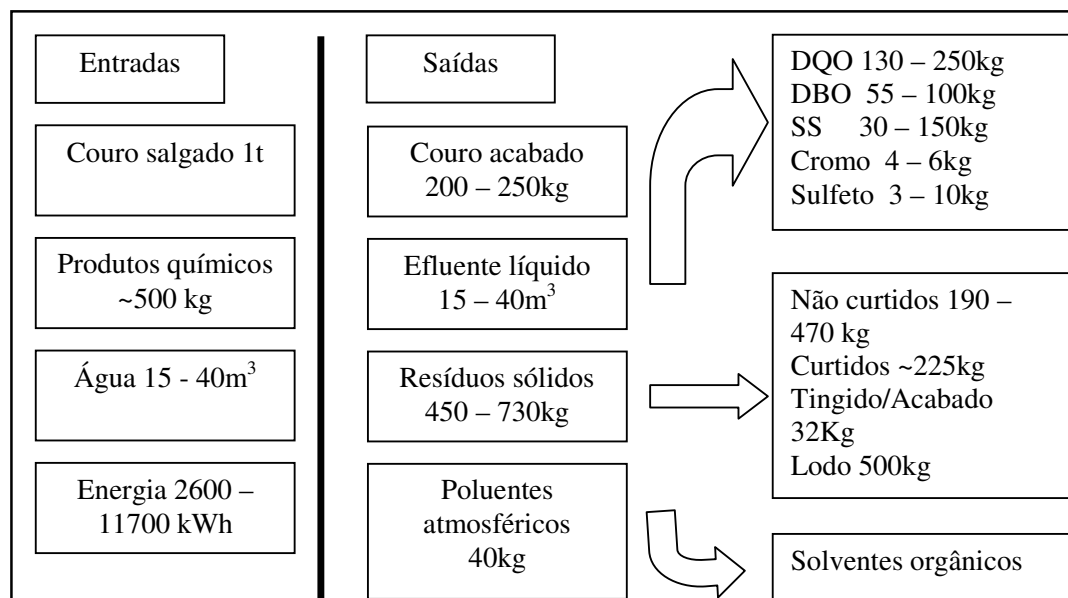 Entradas
Couro salgado 1t
Produtos químicos
~500 kg
Água 15 - 40m³
Energia 2600 –
11700 kWh
Saídas
Couro acabado
200 – 250kg
Efluente líquido
15 – 40m³
Resíduos sólidos
450 – 730kg
Poluentes
atmosféricos
40kg
DQO 130 – 250kg
DBO 55 – 100kg
SS 30 – 150kg
Cromo 4 – 6kg
Sulfeto 3 – 10kg
Não curtidos 190 –
470 kg
Curtidos ~225kg
Tingido/Acabado
32Kg
Lodo 500kg
Solventes orgânicos